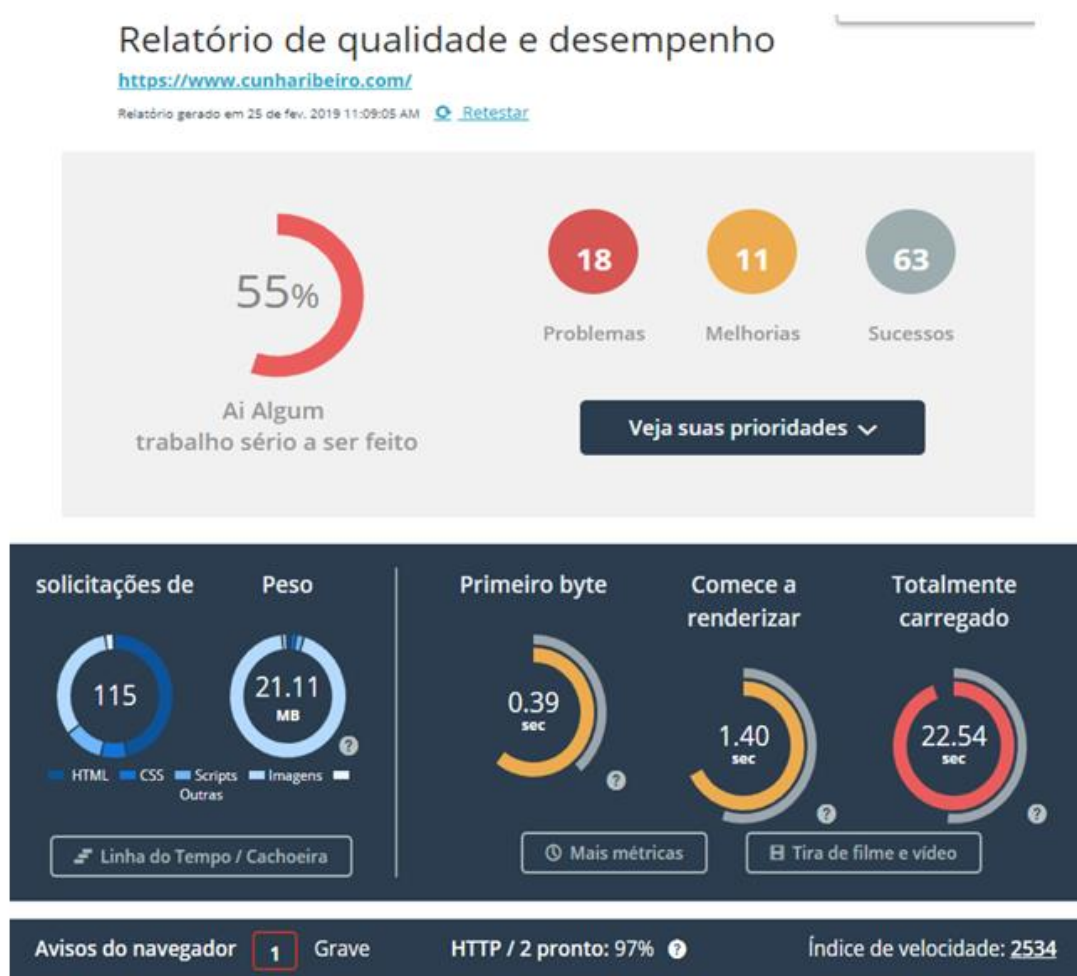 Relatório de qualidade e desempenho
https://www.cunharibeiro.com/
Relatório gerado em 25 de fev. 2019 11:09:05 AM Retestar
55%
Ai Algum
trabalho sério a ser feito
18 11 63
Problemas Melhorias Sucessos
Veja suas prioridades
solicitações de Peso
115
21.11
MB
? 
HTML CSS Scripts Imagens
Outras
Linha do Tempo / Cachoeira
Primeiro byte
0.39
sec
?
Comece a
renderizar
1.40
sec
?
Totalmente
carregado
22.54
sec
?
Mais métricas
Tira de filme e vídeo
Avisos do navegador 1 Grave HTTP / 2 pronto: 97% ? Índice de velocidade: 2534